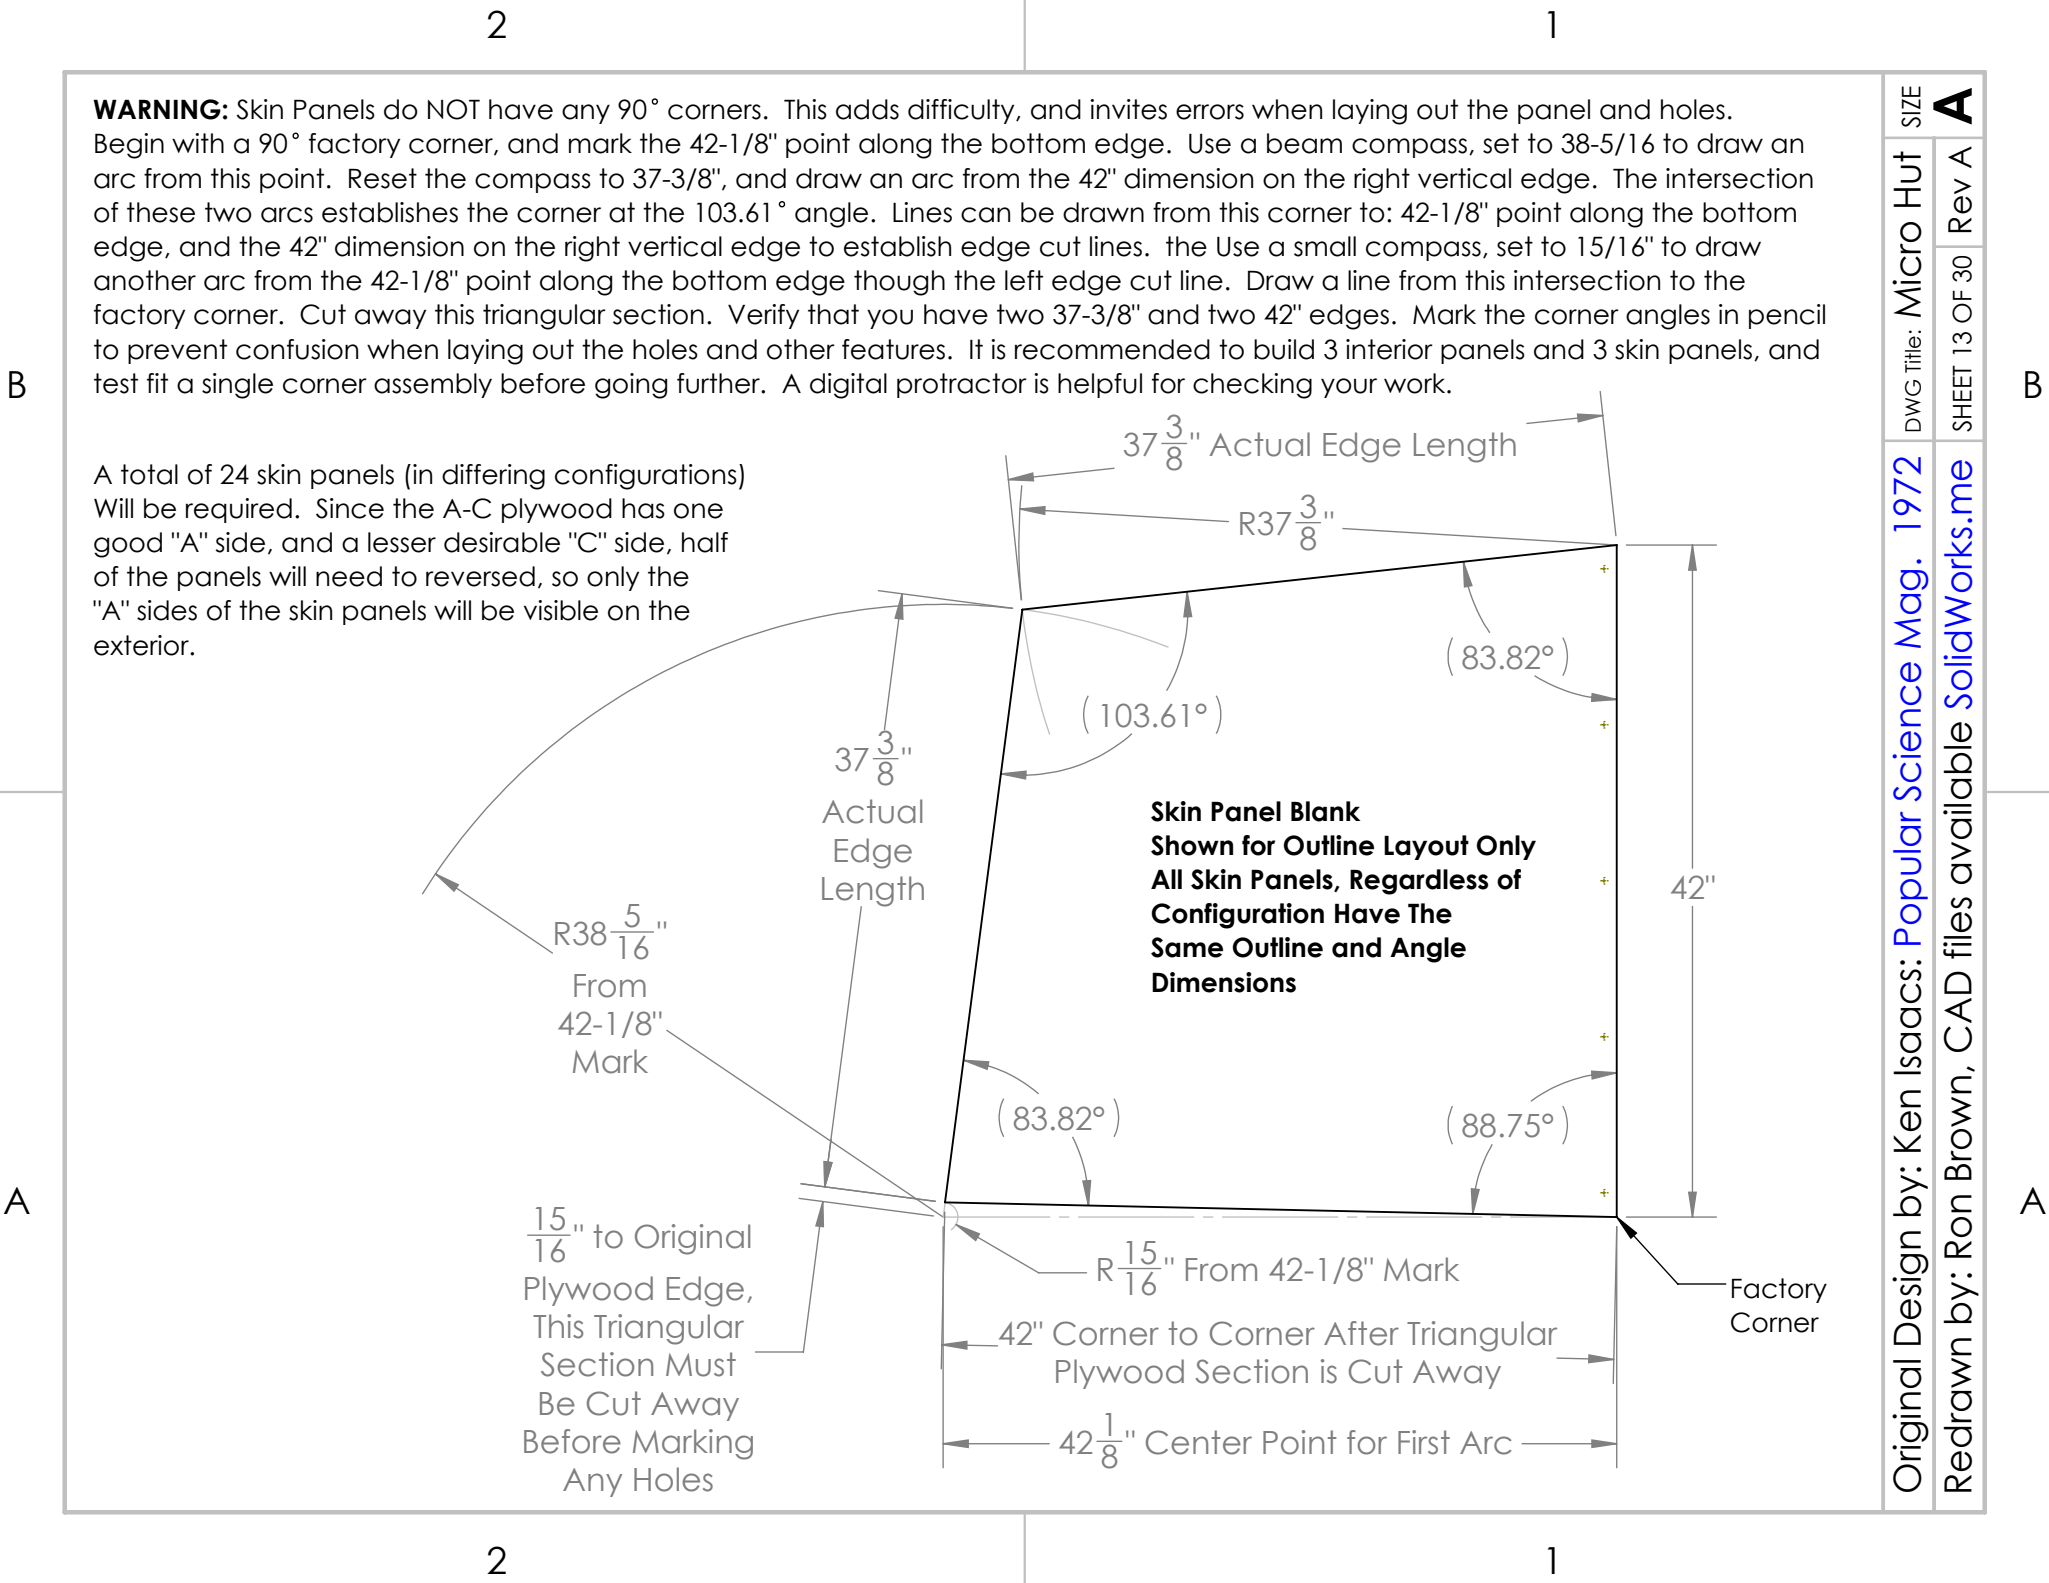 2
1
WARNING: Skin Panels do NOT have any 90° corners. This adds difficulty, and invites errors when laying out the panel and holes.
Begin with a 90° factory corner, and mark the 42-1/8" point along the bottom edge. Use a beam compass, set to 38-5/16 to draw an
arc from this point. Reset the compass to 37-3/8", and draw an arc from the 42" dimension on the right vertical edge. The intersection
of these two arcs establishes the corner at the 103.61° angle. Lines can be drawn from this corner to: 42-1/8" point along the bottom
edge, and the 42" dimension on the right vertical edge to establish edge cut lines. the Use a small compass, set to 15/16" to draw
another arc from the 42-1/8" point along the bottom edge though the left edge cut line. Draw a line from this intersection to the
factory corner. Cut away this triangular section. Verify that you have two 37-3/8" and two 42" edges. Mark the corner angles in pencil
to prevent confusion when laying out the holes and other features. It is recommended to build 3 interior panels and 3 skin panels, and
test fit a single corner assembly before going further. A digital protractor is helpful for checking your work.
A total of 24 skin panels (in differing configurations)
Will be required. Since the A-C plywood has one
good "A" side, and a lesser desirable "C" side, half
of the panels will need to reversed, so only the
"A" sides of the skin panels will be visible on the
exterior.
37 3/8" Actual Edge Length
R37 3/8"
(83.82°)
(103.61°)
37 3/8"
Actual
Edge
Length
Skin Panel Blank
Shown for Outline Layout Only
All Skin Panels, Regardless of
Configuration Have The
Same Outline and Angle
Dimensions
42"
R38 5/16"
From
42-1/8"
Mark
(83.82°)
(88.75°)
15/16" to Original
Plywood Edge,
This Triangular
Section Must
Be Cut Away
Before Marking
Any Holes
R 15/16" From 42-1/8" Mark
Factory
Corner
42" Corner to Corner After Triangular
Plywood Section is Cut Away
42 1/8" Center Point for First Arc
B
B
A
A
2
1
Original Design by: Ken Isaacs: Popular Science Mag. 1972
DWG Title: Micro Hut
SIZE
A
Redrawn by: Ron Brown, CAD files available SolidWorks.me
SHEET 13 OF 30
Rev A